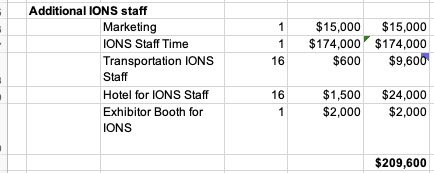 Additional IONS staff
Marketing 1 $15,000 $15,000
IONS Staff Time 1 $174,000 $174,000
Transportation IONS 16 $600 $9,600
Staff
Hotel for IONS Staff 16 $1,500 $24,000
Exhibitor Booth for 1 $2,000 $2,000
IONS
$209,600